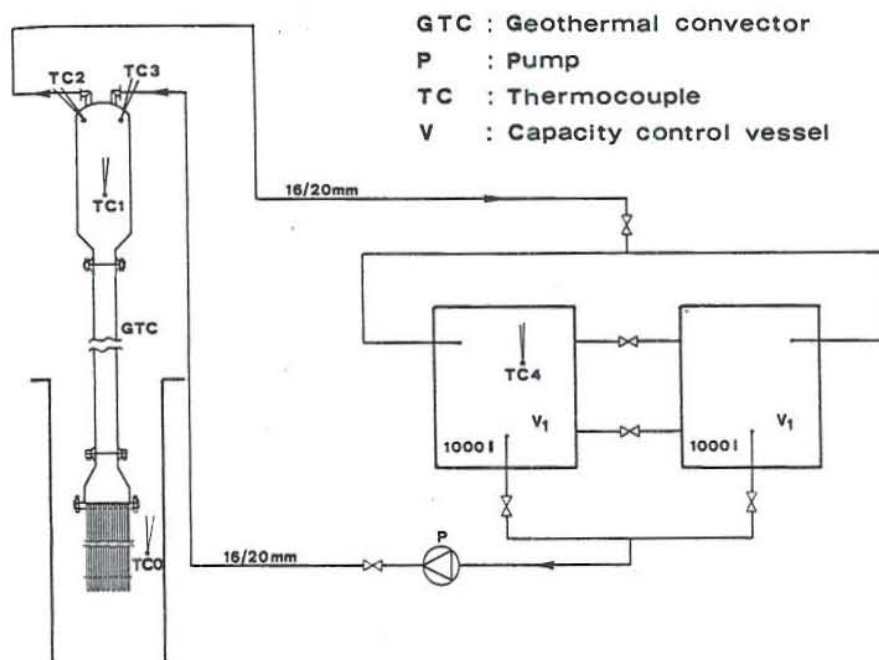 GTC : Geothermal convector
P : Pump
TC : Thermocouple
V : Capacity control vessel
TC2
TC3
TC1
16/20mm
GTC
TC4
V1
1000 l
V1
1000 l
TC0
16/20mm
P